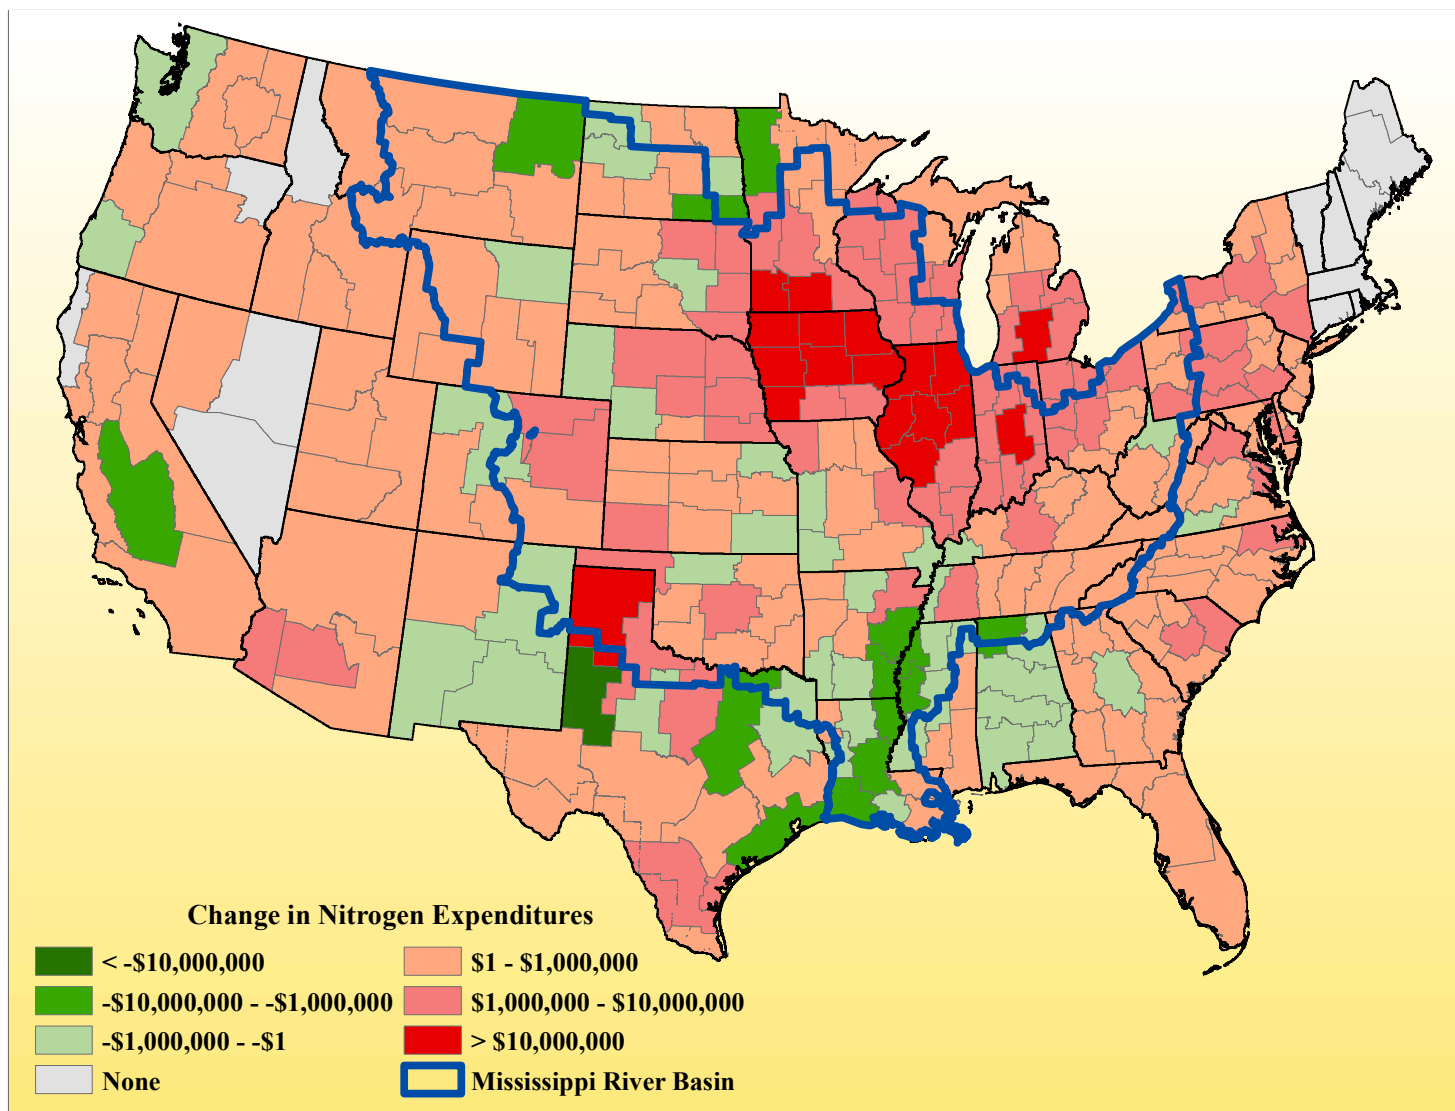 Change in Nitrogen Expenditures
< -$10,000,000
-$10,000,000 - -$1,000,000
-$1,000,000 - -$1
None
$1 - $1,000,000
$1,000,000 - $10,000,000
> $10,000,000
Mississippi River Basin